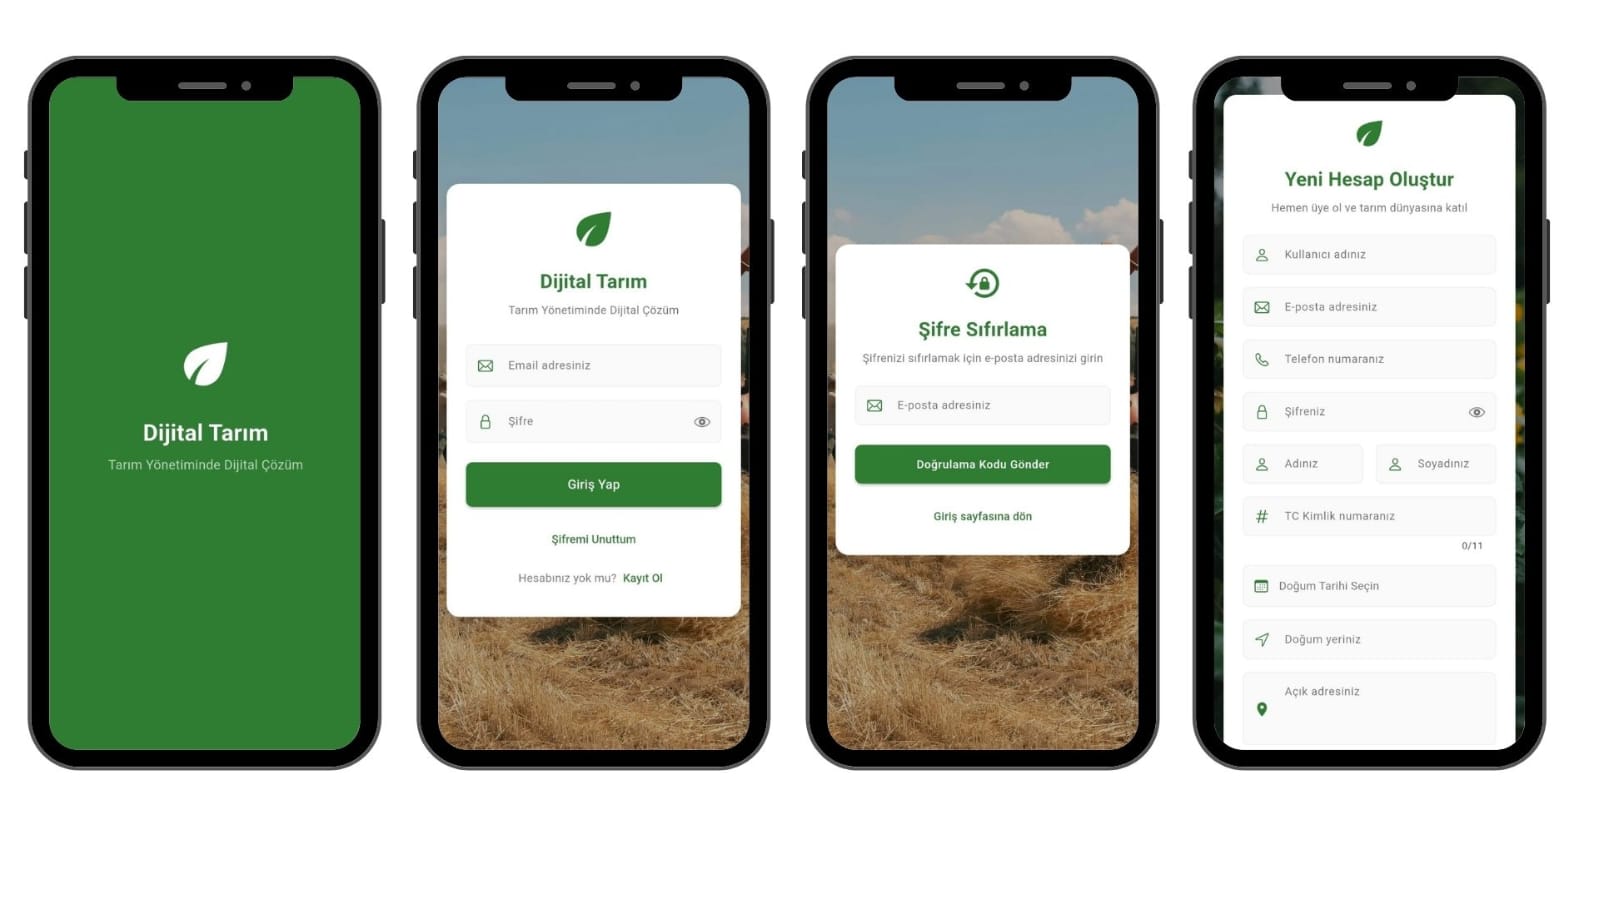 Dijital Tarım
Tarım Yönetiminde Dijital Çözüm
Dijital Tarım
Tarım Yönetiminde Dijital Çözüm
Email adresiniz
Şifre
Giriş Yap
Şifremi Unuttum
Hesabınız yok mu? Kayıt Ol
Şifre Sıfırlama
Şifrenizi sıfırlamak için e-posta adresinizi girin
E-posta adresiniz
Doğrulama Kodu Gönder
Giriş sayfasına dön
Yeni Hesap Oluştur
Hemen üye ol ve tarım dünyasına katıl
Kullanıcı adınız
E-posta adresiniz
Telefon numaranız
Şifreniz
Adınız Soyadınız
# TC Kimlik numaranız
0/11
Doğum Tarihi Seçin
Doğum yeriniz
Açık adresiniz